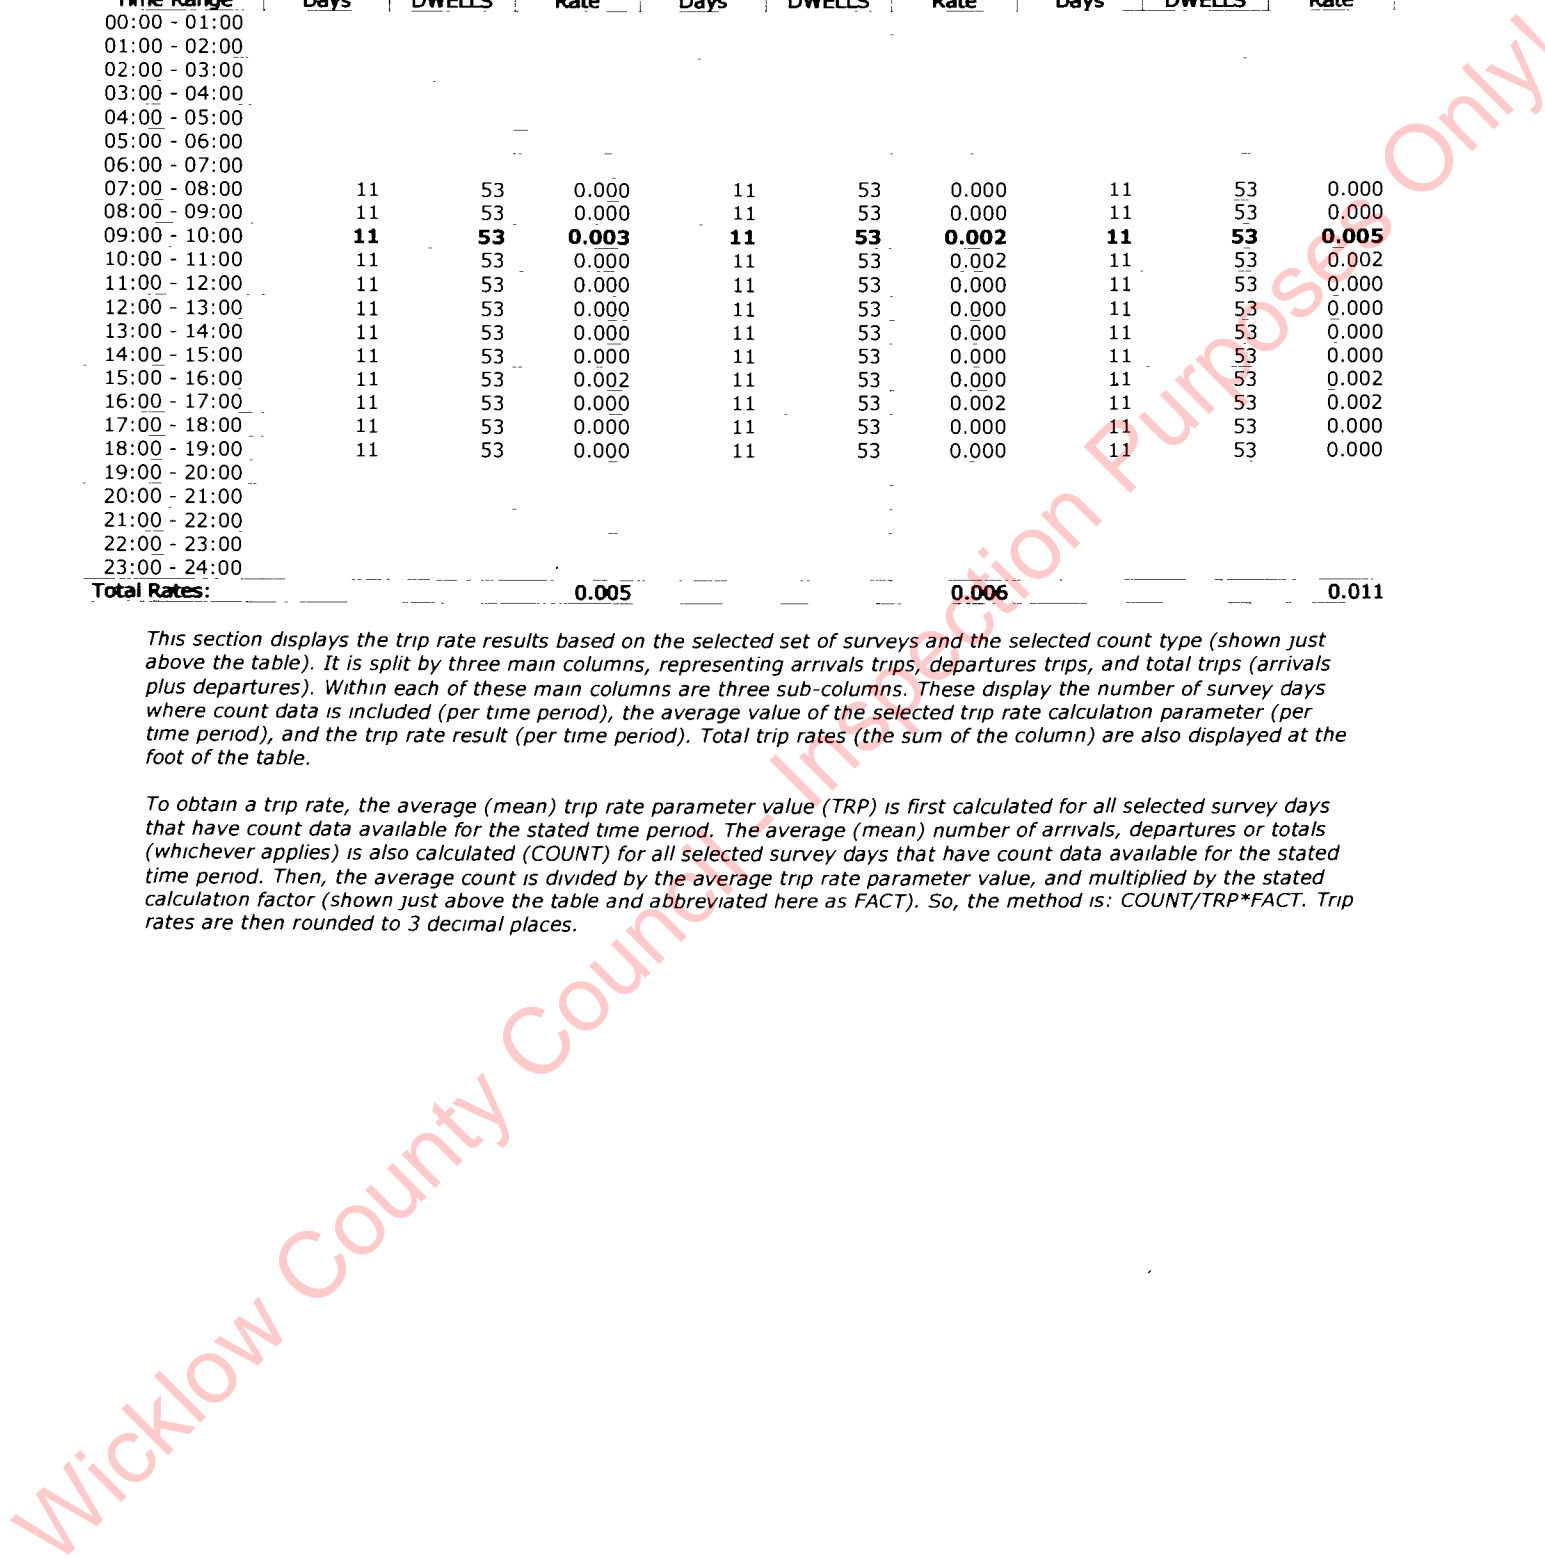 Time Range Days DWELLS Rate Days DWELLS Rate Days DWELLS Rate
00:00 - 01:00
01:00 - 02:00
02:00 - 03:00
03:00 - 04:00
04:00 - 05:00
05:00 - 06:00
06:00 - 07:00
07:00 - 08:00 11 53 0.000 11 53 0.000 11 53 0.000
08:00 - 09:00 11 53 0.000 11 53 0.000 11 53 0.000
09:00 - 10:00 11 53 0.003 11 53 0.002 11 53 0.005
10:00 - 11:00 11 53 0.000 11 53 0.002 11 53 0.002
11:00 - 12:00 11 53 0.000 11 53 0.000 11 53 0.000
12:00 - 13:00 11 53 0.000 11 53 0.000 11 53 0.000
13:00 - 14:00 11 53 0.000 11 53 0.000 11 53 0.000
14:00 - 15:00 11 53 0.000 11 53 0.000 11 53 0.000
15:00 - 16:00 11 53 0.002 11 53 0.000 11 53 0.002
16:00 - 17:00 11 53 0.000 11 53 0.002 11 53 0.002
17:00 - 18:00 11 53 0.000 11 53 0.000 11 53 0.000
18:00 - 19:00 11 53 0.000 11 53 0.000 11 53 0.000
19:00 - 20:00
20:00 - 21:00
21:00 - 22:00
22:00 - 23:00
23:00 - 24:00
Total Rates: 0.005 0.006 0.011
This section displays the trip rate results based on the selected set of surveys and the selected count type (shown just
above the table). It is split by three main columns, representing arrivals trips, departures trips, and total trips (arrivals
plus departures). Within each of these main columns are three sub-columns. These display the number of survey days
where count data is included (per time period), the average value of the selected trip rate calculation parameter (per
time period), and the trip rate result (per time period). Total trip rates (the sum of the column) are also displayed at the
foot of the table.
To obtain a trip rate, the average (mean) trip rate parameter value (TRP) is first calculated for all selected survey days
that have count data available for the stated time period. The average (mean) number of arrivals, departures or totals
(whichever applies) is also calculated (COUNT) for all selected survey days that have count data available for the stated
time period. Then, the average count is divided by the average trip rate parameter value, and multiplied by the stated
calculation factor (shown just above the table and abbreviated here as FACT). So, the method is: COUNT/TRP*FACT. Trip
rates are then rounded to 3 decimal places.
Wicklow County Council - Inspection Purposes Only!